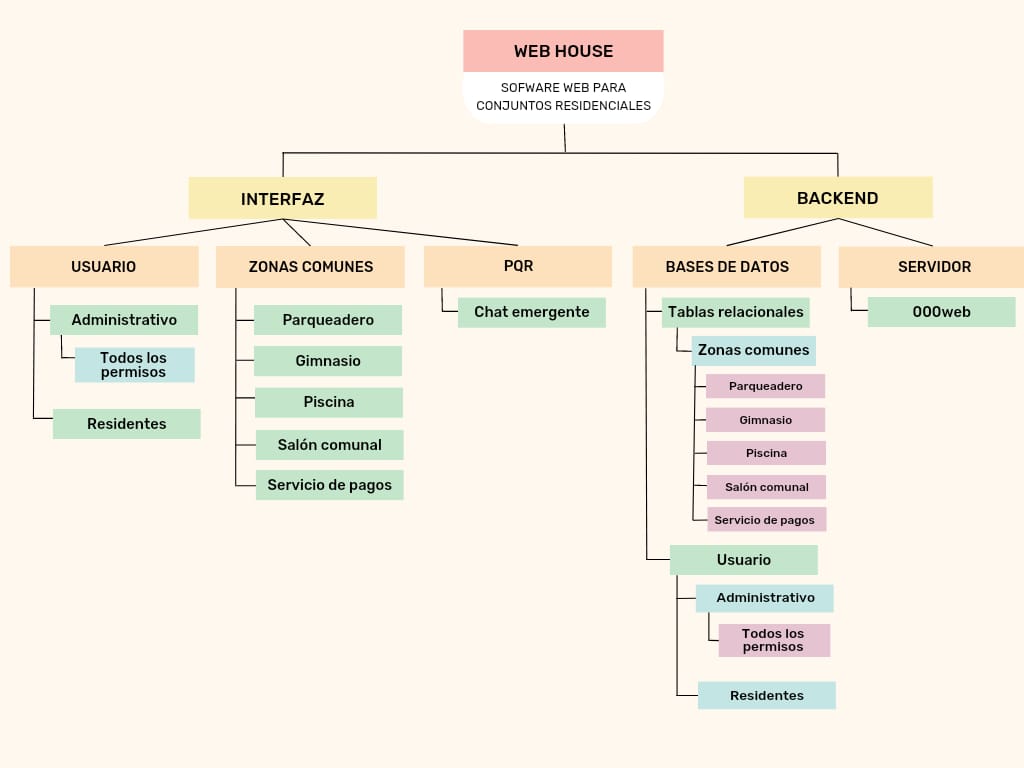 WEB HOUSE
SOFWARE WEB PARA
CONJUNTOS RESIDENCIALES
INTERFAZ
BACKEND
USUARIO
Administrativo
Todos los
permisos
Residentes
ZONAS COMUNES
Parqueadero
Gimnasio
Piscina
Salón comunal
Servicio de pagos
PQR
Chat emergente
BASES DE DATOS
Tablas relacionales
Zonas comunes
Parqueadero
Gimnasio
Piscina
Salón comunal
Servicio de pagos
Usuario
Administrativo
Todos los
permisos
Residentes
SERVIDOR
000web